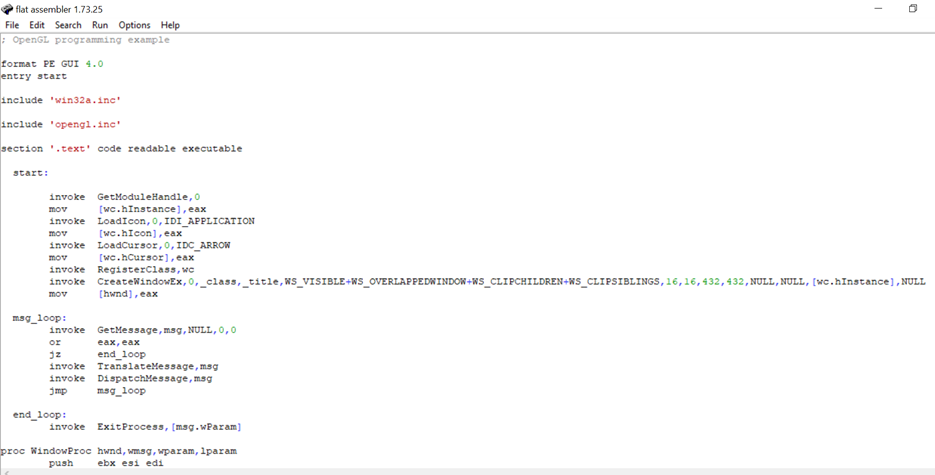 flat assembler 1.73.25
File Edit Search Run Options Help
; OpenGL programming example
format PE GUI 4.0
entry start
include 'win32a.inc'
include 'opengl.inc'
section '.text' code readable executable
start:
invoke GetModuleHandle,0
mov [wc.hInstance],eax
invoke LoadIcon,0,IDI_APPLICATION
mov [wc.hIcon],eax
invoke LoadCursor,0,IDC_ARROW
mov [wc.hCursor],eax
invoke RegisterClass,wc
invoke CreateWindowEx,0,_class,_title,WS_VISIBLE+WS_OVERLAPPEDWINDOW+WS_CLIPCHILDREN+WS_CLIPSIBLINGS,16,16,432,432,NULL,NULL,[wc.hInstance],NULL
mov [hwnd],eax
msg_loop:
invoke GetMessage,msg,NULL,0,0
or eax,eax
jz end_loop
invoke TranslateMessage,msg
invoke DispatchMessage,msg
jmp msg_loop
end_loop:
invoke ExitProcess,[msg.wParam]
proc WindowProc hwnd,wmsg,wparam,lparam
push ebx esi edi